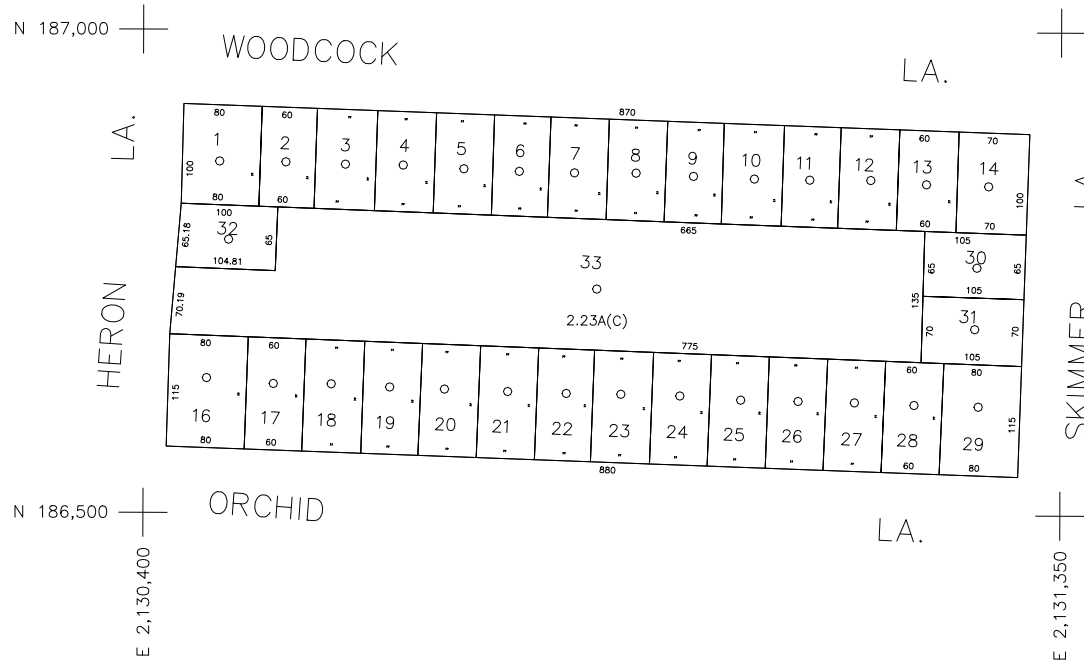 N 187,000
WOODCOCK LA.
LA.
80 60 " " " " " 870 " " " " " 60 70
1 2 3 4 5 6 7 8 9 10 11 12 13 14
100 " " " " " " " " " " " " " 100
80 60 " " " " " " " " " " 60 70
100 665 105
32 30
65.18 65 65 65
104.81 105
33
2.23A(C)
HERON
70.19
135
31
70 70
105
SKIMMER LA.
80 60 " " " " " " 775 " " " " 60 80
115 " " " " " " " " " " " " " 115
16 17 18 19 20 21 22 23 24 25 26 27 28 29
80 60 " " " " " " " " " " 60 80
880
N 186,500
ORCHID LA.
E 2,130,400
E 2,131,350